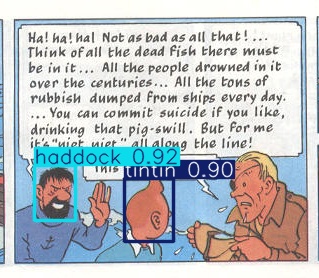 Ha! ha! ha! Not as bad as all that! ...
Think of all the dead fish there must
be in it ... All the people drowned in it
over the centuries... All the tons of
rubbish dumped from ships every day.
... You can commit suicide if you like,
drinking that pig-swill. But for me
it's "niet, niet" all along the line!
haddock 0.92
This
tintin 0.90